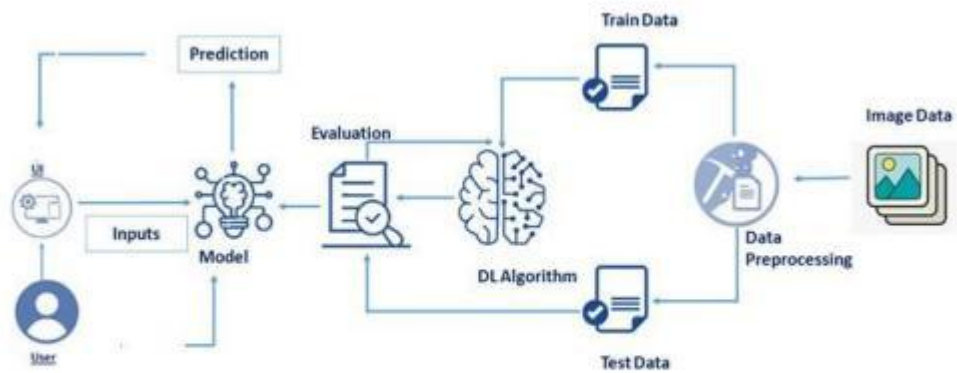 Train Data
Prediction
Image Data
Evaluation
UI
Inputs
Model
Data
Preprocessing
DL Algorithm
User
Test Data